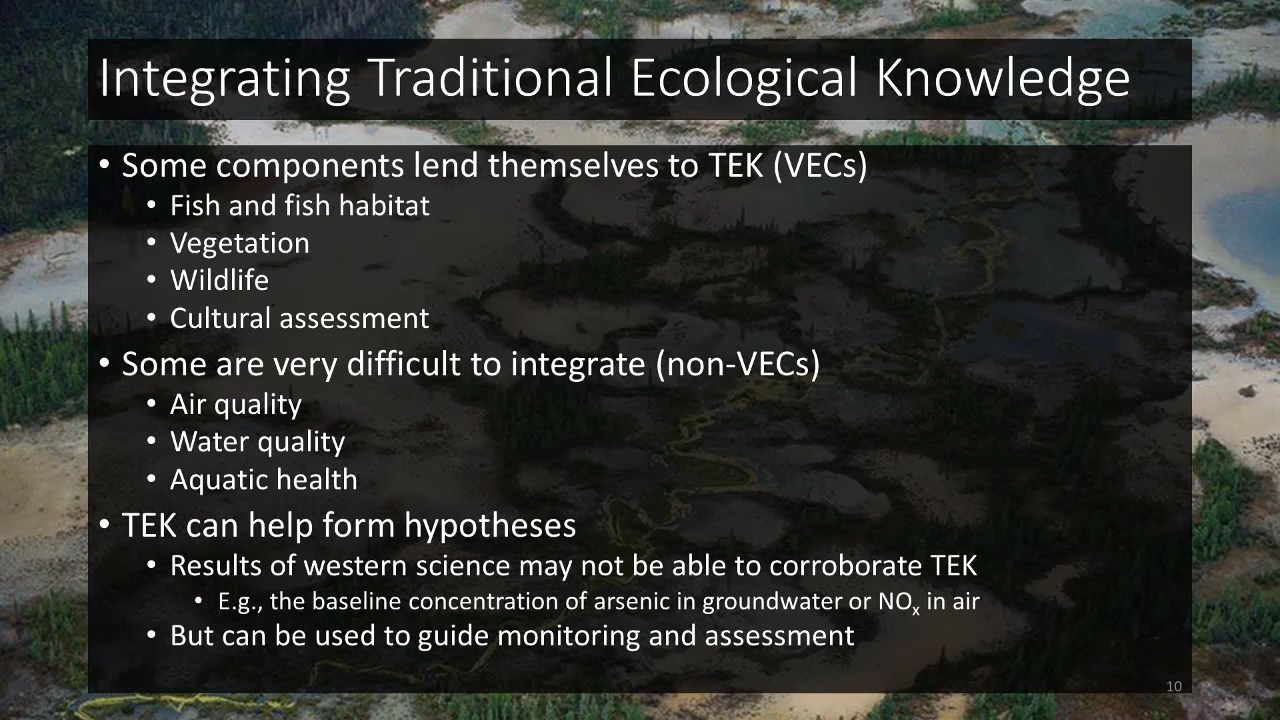 Integrating Traditional Ecological Knowledge
• Some components lend themselves to TEK (VECs)
• Fish and fish habitat
• Vegetation
• Wildlife
• Cultural assessment
• Some are very difficult to integrate (non-VECs)
• Air quality
• Water quality
• Aquatic health
• TEK can help form hypotheses
• Results of western science may not be able to corroborate TEK
• E.g., the baseline concentration of arsenic in groundwater or NOx in air
• But can be used to guide monitoring and assessment
10